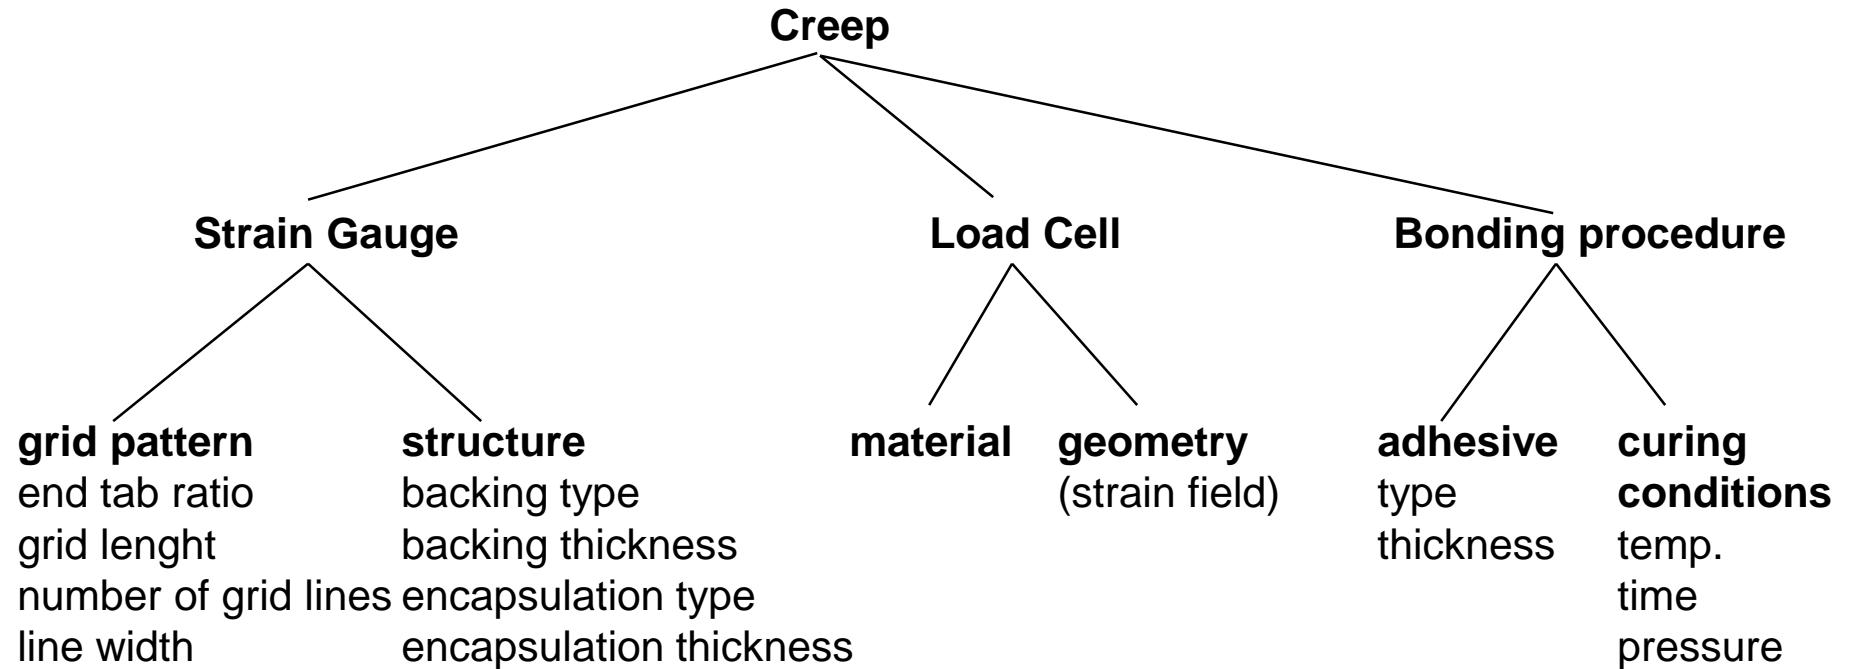 Creep
Strain Gauge
Load Cell
Bonding procedure
grid pattern
end tab ratio
grid lenght
number of grid lines
line width
structure
backing type
backing thickness
encapsulation type
encapsulation thickness
material
geometry
(strain field)
adhesive
type
thickness
curing
conditions
temp.
time
pressure